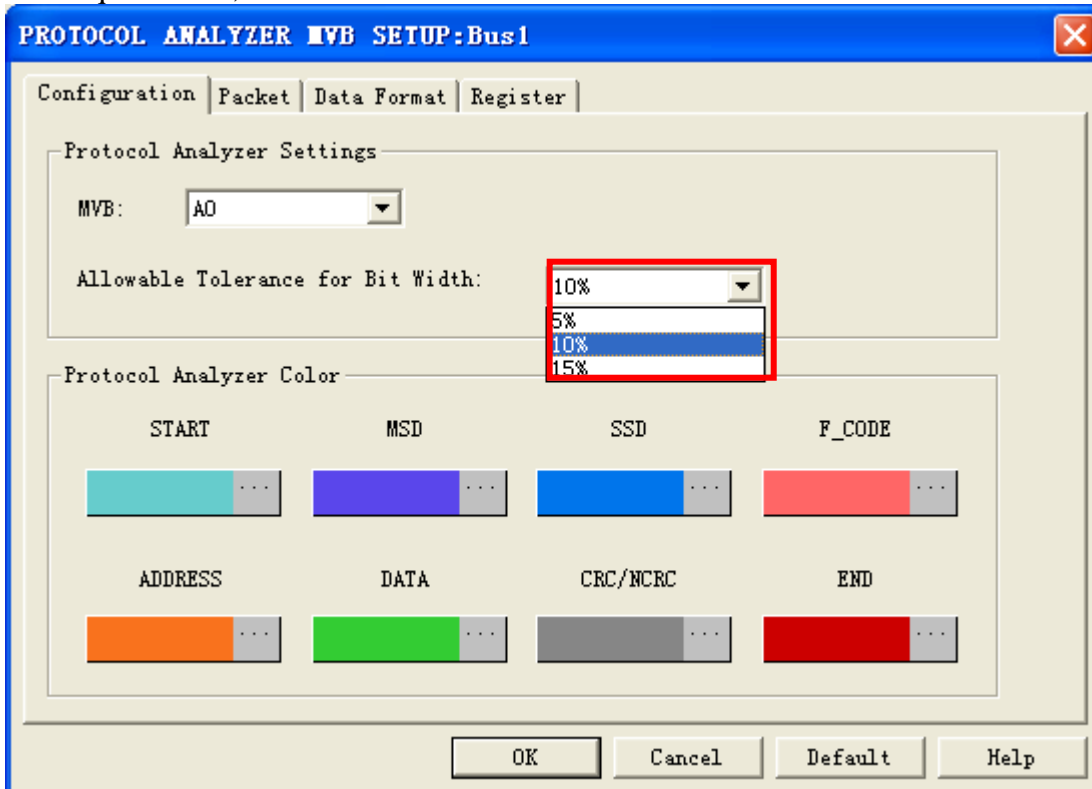 PROTOCOL ANALYZER MVB SETUP:Bus1
Configuration Packet Data Format Register
Protocol Analyzer Settings
MVB: A0
Allowable Tolerance for Bit Width: 10%
5%
10%
15%
Protocol Analyzer Color
START MSD SSD F_CODE
... ... ... ...
ADDRESS DATA CRC/NCRC END
... ... ... ...
OK Cancel Default Help